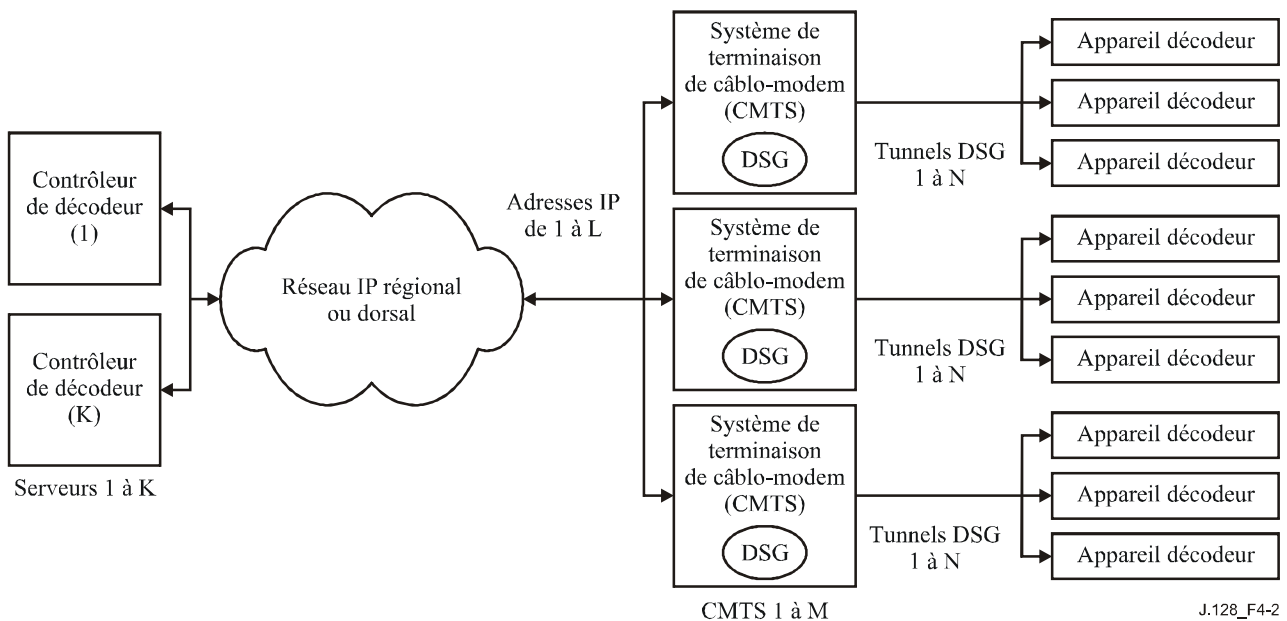 Contrôleur
de décodeur
(1)
Contrôleur
de décodeur
(K)
Serveurs 1 à K
Réseau IP régional
ou dorsal
Adresses IP
de 1 à L
Système de
terminaison
de câblo-modem
(CMTS)
DSG
Tunnels DSG
1 à N
Appareil décodeur
Appareil décodeur
Appareil décodeur
Système de
terminaison
de câblo-modem
(CMTS)
DSG
Tunnels DSG
1 à N
Appareil décodeur
Appareil décodeur
Appareil décodeur
Système de
terminaison
de câblo-modem
(CMTS)
DSG
Tunnels DSG
1 à N
Appareil décodeur
Appareil décodeur
Appareil décodeur
CMTS 1 à M
J.128_F4-2